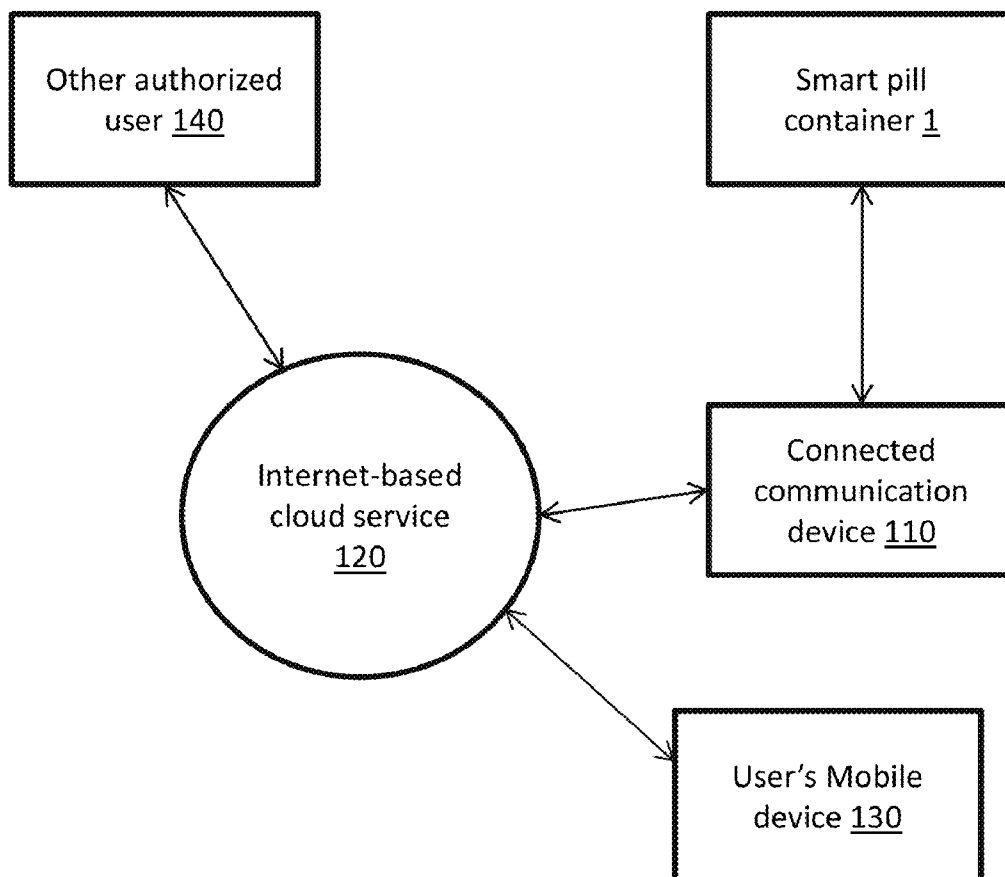 Other authorized
user 140
Smart pill
container 1
Internet-based
cloud service
120
Connected
communication
device 110
User’s Mobile
device 130